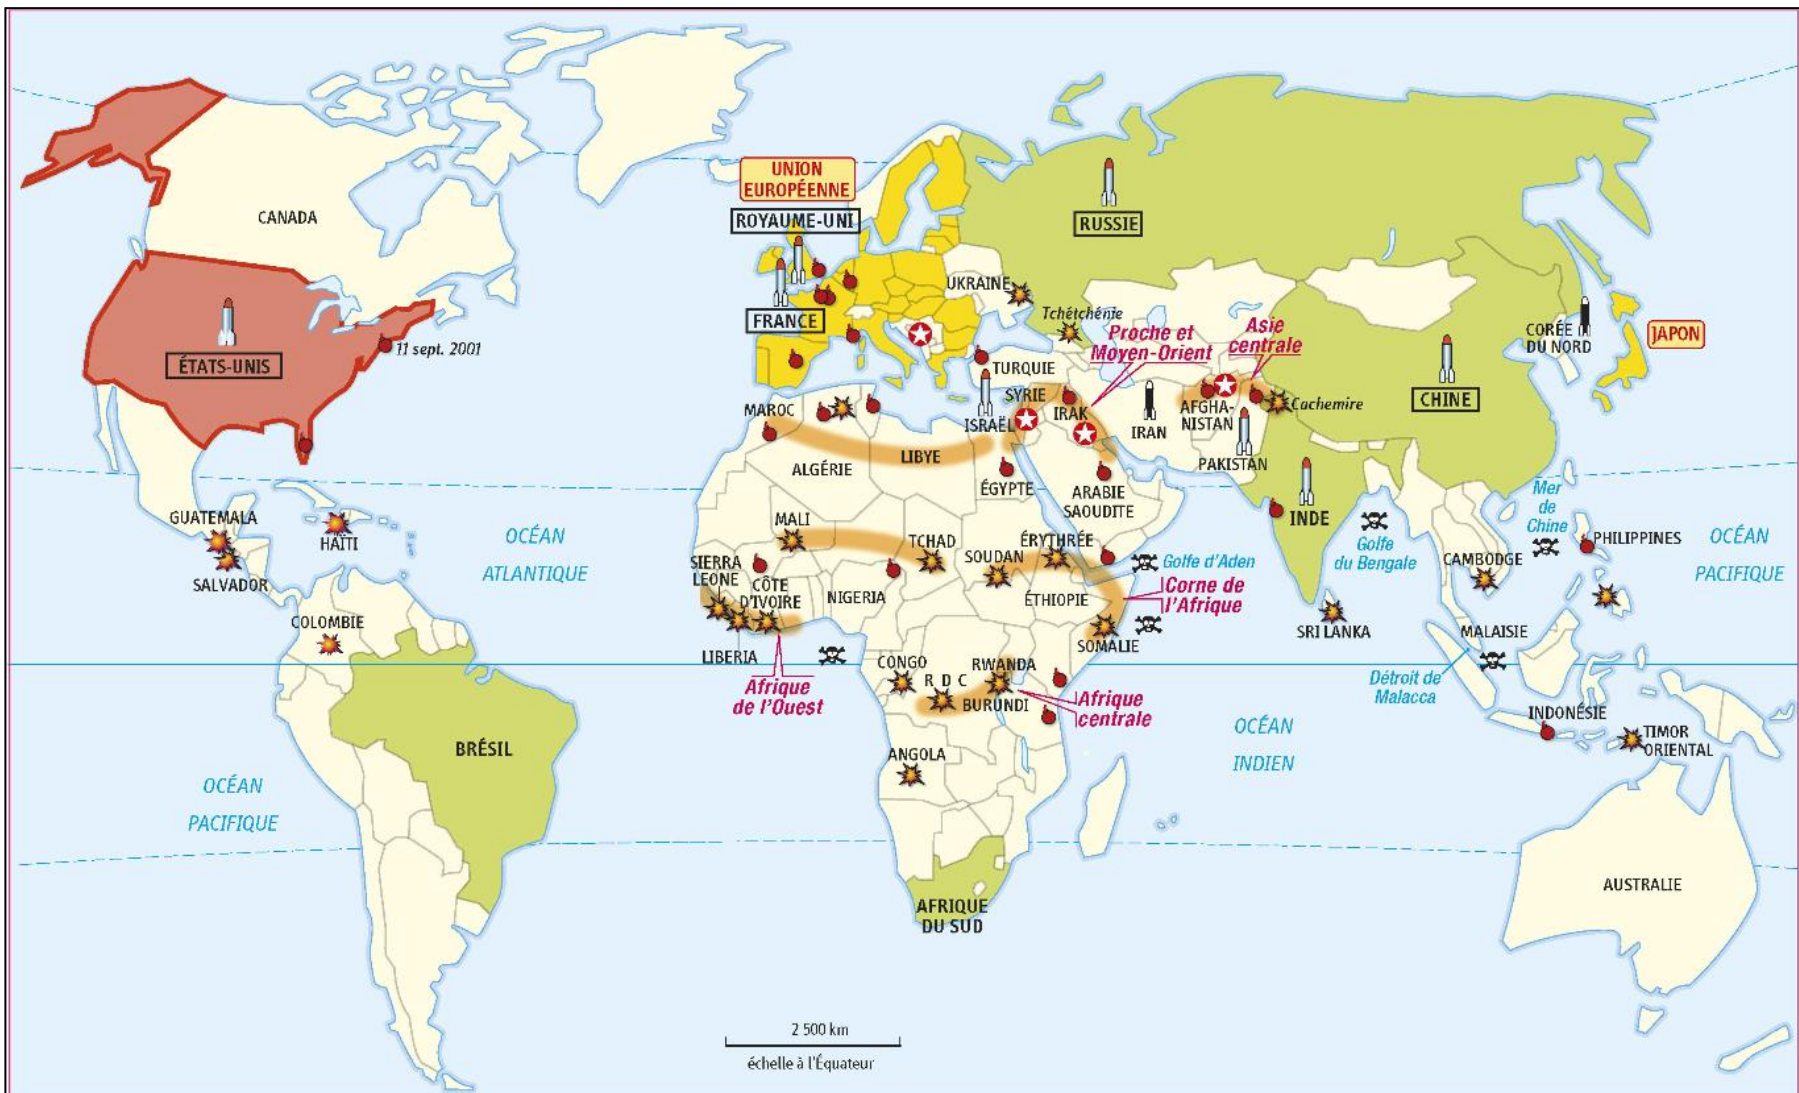 UNION
EUROPÉENNE
ROYAUME-UNI
CANADA
RUSSIE
UKRAINE
Tchétchénie
FRANCE
Proche et
Moyen-Orient
Asie
centrale
CORÉE
DU NORD
JAPON
11 sept. 2001
ÉTATS-UNIS
TURQUIE
SYRIE
MAROC
ISRAËL
IRAK
IRAN
AFGHA-
NISTAN
Cachemire
CHINE
ALGÉRIE
LIBYE
PAKISTAN
ÉGYPTE
ARABIE
SAOUDITE
INDE
Mer
de
Chine
GUATEMALA
HAÏTI
SALVADOR
OCÉAN
ATLANTIQUE
MALI
TCHAD
SOUDAN
ÉRYTHRÉE
SIERRA
LEONE
CÔTE
D'IVOIRE
NIGERIA
ÉTHIOPIE
Golfe d'Aden
Corne de
l'Afrique
Golfe
du Bengale
CAMBODGE
PHILIPPINES
OCÉAN
PACIFIQUE
COLOMBIE
LIBERIA
SOMALIE
SRI LANKA
MALAISIE
CONGO
R D C
RWANDA
BURUNDI
Afrique
de l'Ouest
Afrique
centrale
Détroit de
Malacca
INDONÉSIE
TIMOR
ORIENTAL
BRÉSIL
ANGOLA
OCÉAN
INDIEN
OCÉAN
PACIFIQUE
AUSTRALIE
AFRIQUE
DU SUD
2 500 km
échelle à l'Équateur